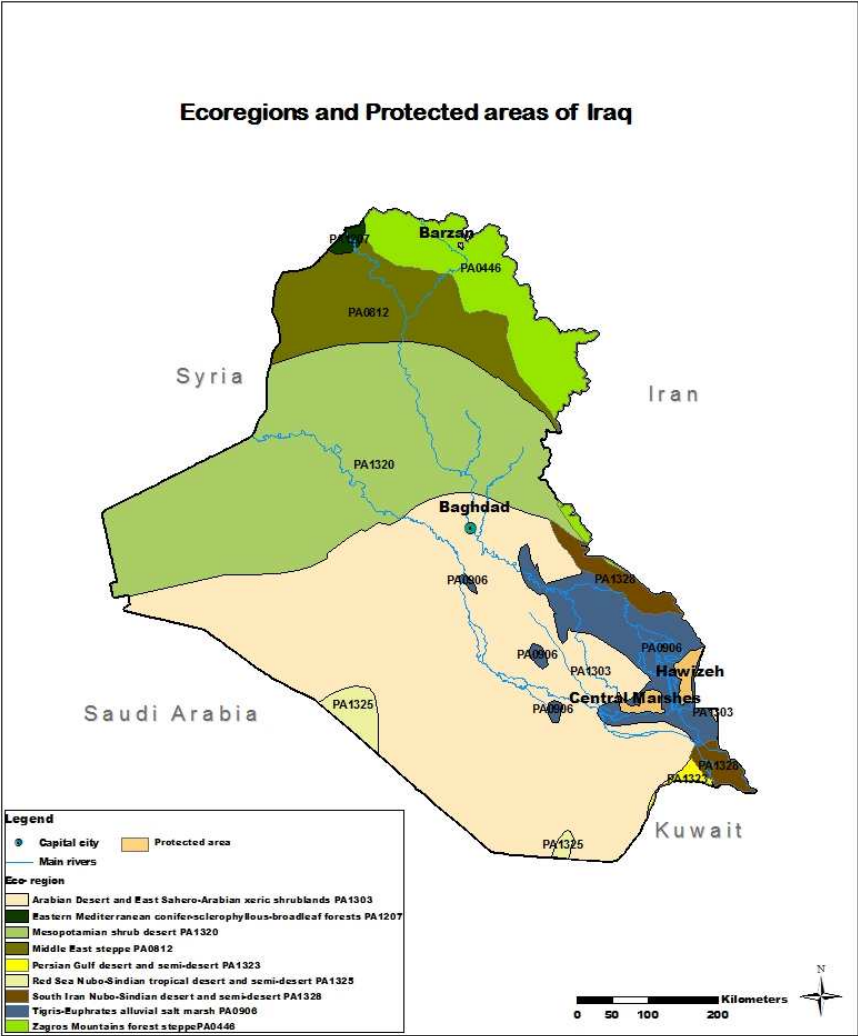 Ecoregions and Protected areas of Iraq
PA1207
Barzan
PA0446
PA0812
Syria
Iran
PA1320
Baghdad
PA0906
PA1328
PA0906
PA0906
PA1303
Hawizeh
Central Marshes
PA1325
PA0906
PA1303
Saudi Arabia
PA1328
PA1323
Kuwait
PA1325
Legend
Capital city
Protected area
Main rivers
Eco-region
Arabian Desert and East Sahero-Arabian xeric shrublands PA1303
Eastern Mediterranean conifer-sclerophyllous-broadleaf forests PA1207
Mesopotamian shrub desert PA1320
Middle East steppe PA0812
Persian Gulf desert and semi-desert PA1323
Red Sea Nubo-Sindian tropical desert and semi-desert PA1325
South Iran Nubo-Sindian desert and semi-desert PA1328
Tigris-Euphrates alluvial salt marsh PA0906
Zagros Mountains forest steppePA0446
N
Kilometers
0 50 100 200